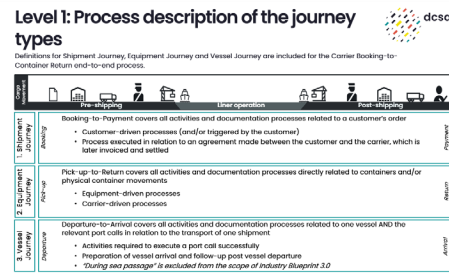 Level 1: Process description of the journey
types
dcsa
Definitions for Shipment Journey, Equipment Journey and Vessel Journey are included for the Carrier Booking-to-
Container Return end-to-end process.
Cargo
Movement
Pre-shipping
Liner operation
Post-shipping
1. Shipment
Journey
Booking
Booking-to-Payment covers all activities and documentation processes related to a customer's order
• Customer-driven processes (and/or triggered by the customer)
• Process executed in relation to an agreement made between the customer and the carrier, which is
later invoiced and settled
Payment
2. Equipment
Journey
Pick-up
Pick-up-to-Return covers all activities and documentation processes directly related to containers and/or
physical container movements
• Equipment-driven processes
• Carrier-driven processes
Return
3. Vessel
Journey
Departure
Departure-to-Arrival covers all activities and documentation processes related to one vessel AND the
relevant port calls in relation to the transport of one shipment
• Activities required to execute a port call successfully
• Preparation of vessel arrival and follow-up post vessel departure
• "During sea passage" is excluded from the scope of Industry Blueprint 3.0
Arrival